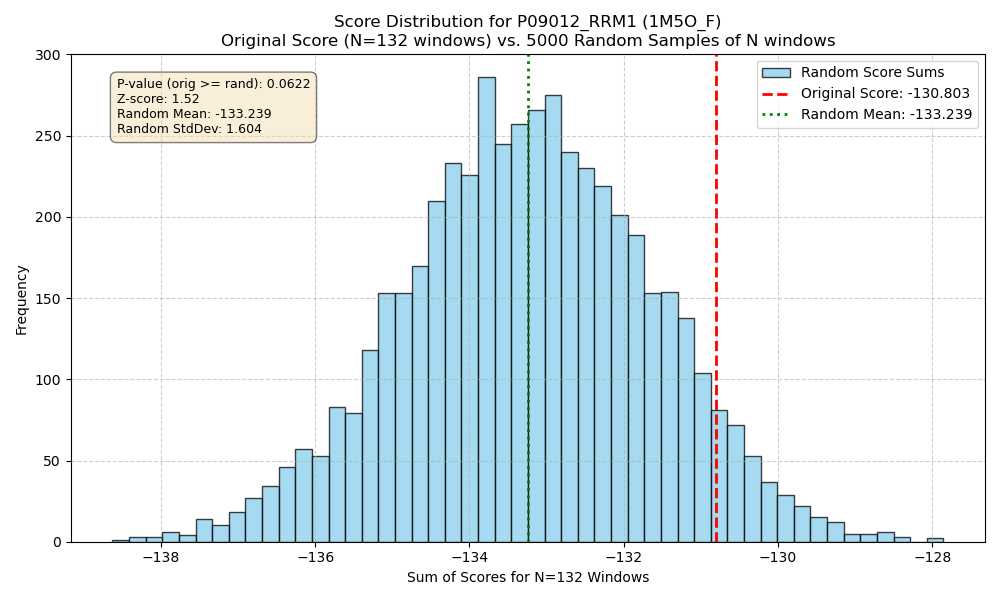 Score Distribution for P09012_RRM1 (1M5O_F)
Original Score (N=132 windows) vs. 5000 Random Samples of N windows
P-value (orig >= rand): 0.0622
Z-score: 1.52
Random Mean: -133.239
Random StdDev: 1.604
Random Score Sums
Original Score: -130.803
Random Mean: -133.239
Frequency
300
250
200
150
100
50
0
−138
−136
−134
−132
−130
−128
Sum of Scores for N=132 Windows